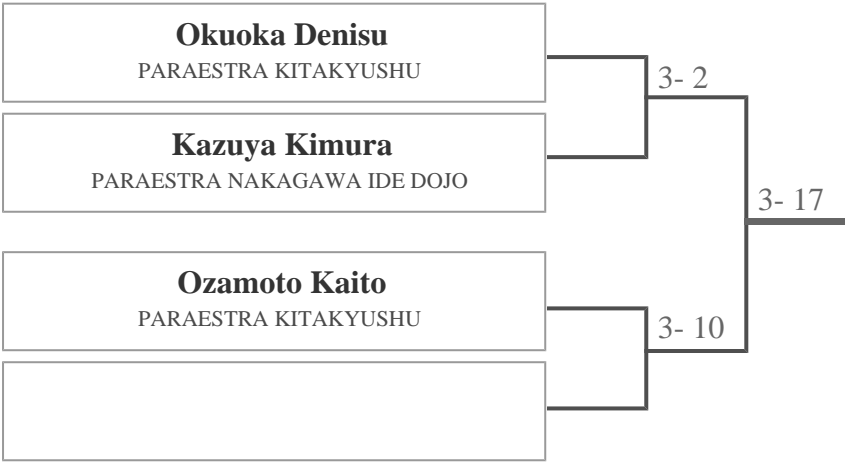 Okuoka Denisu
PARAESTRA KITAKYUSHU
3- 2
Kazuya Kimura
PARAESTRA NAKAGAWA IDE DOJO
3- 17
Ozamoto Kaito
PARAESTRA KITAKYUSHU
3- 10